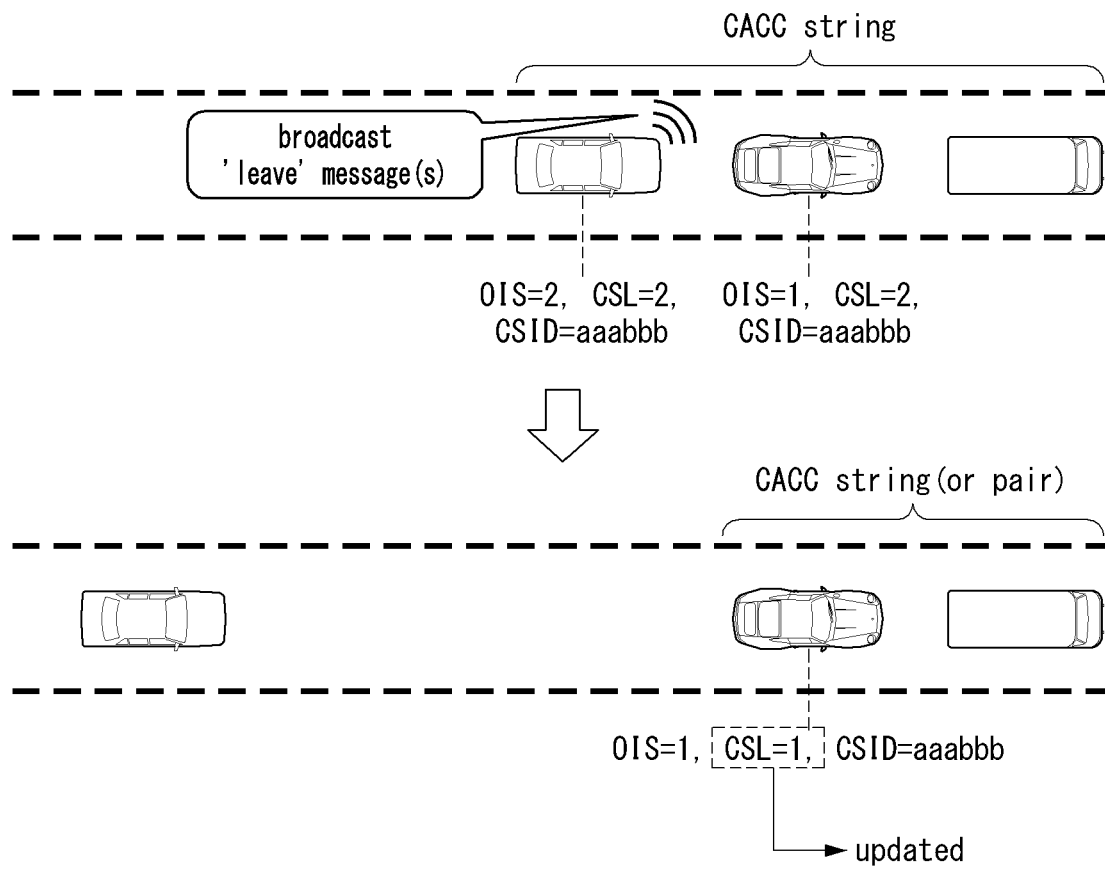 CACC string
broadcast
'leave' message(s)
OIS=2, CSL=2,
CSID=aaabbb
OIS=1, CSL=2,
CSID=aaabbb
CACC string(or pair)
OIS=1, CSL=1, CSID=aaabbb
updated